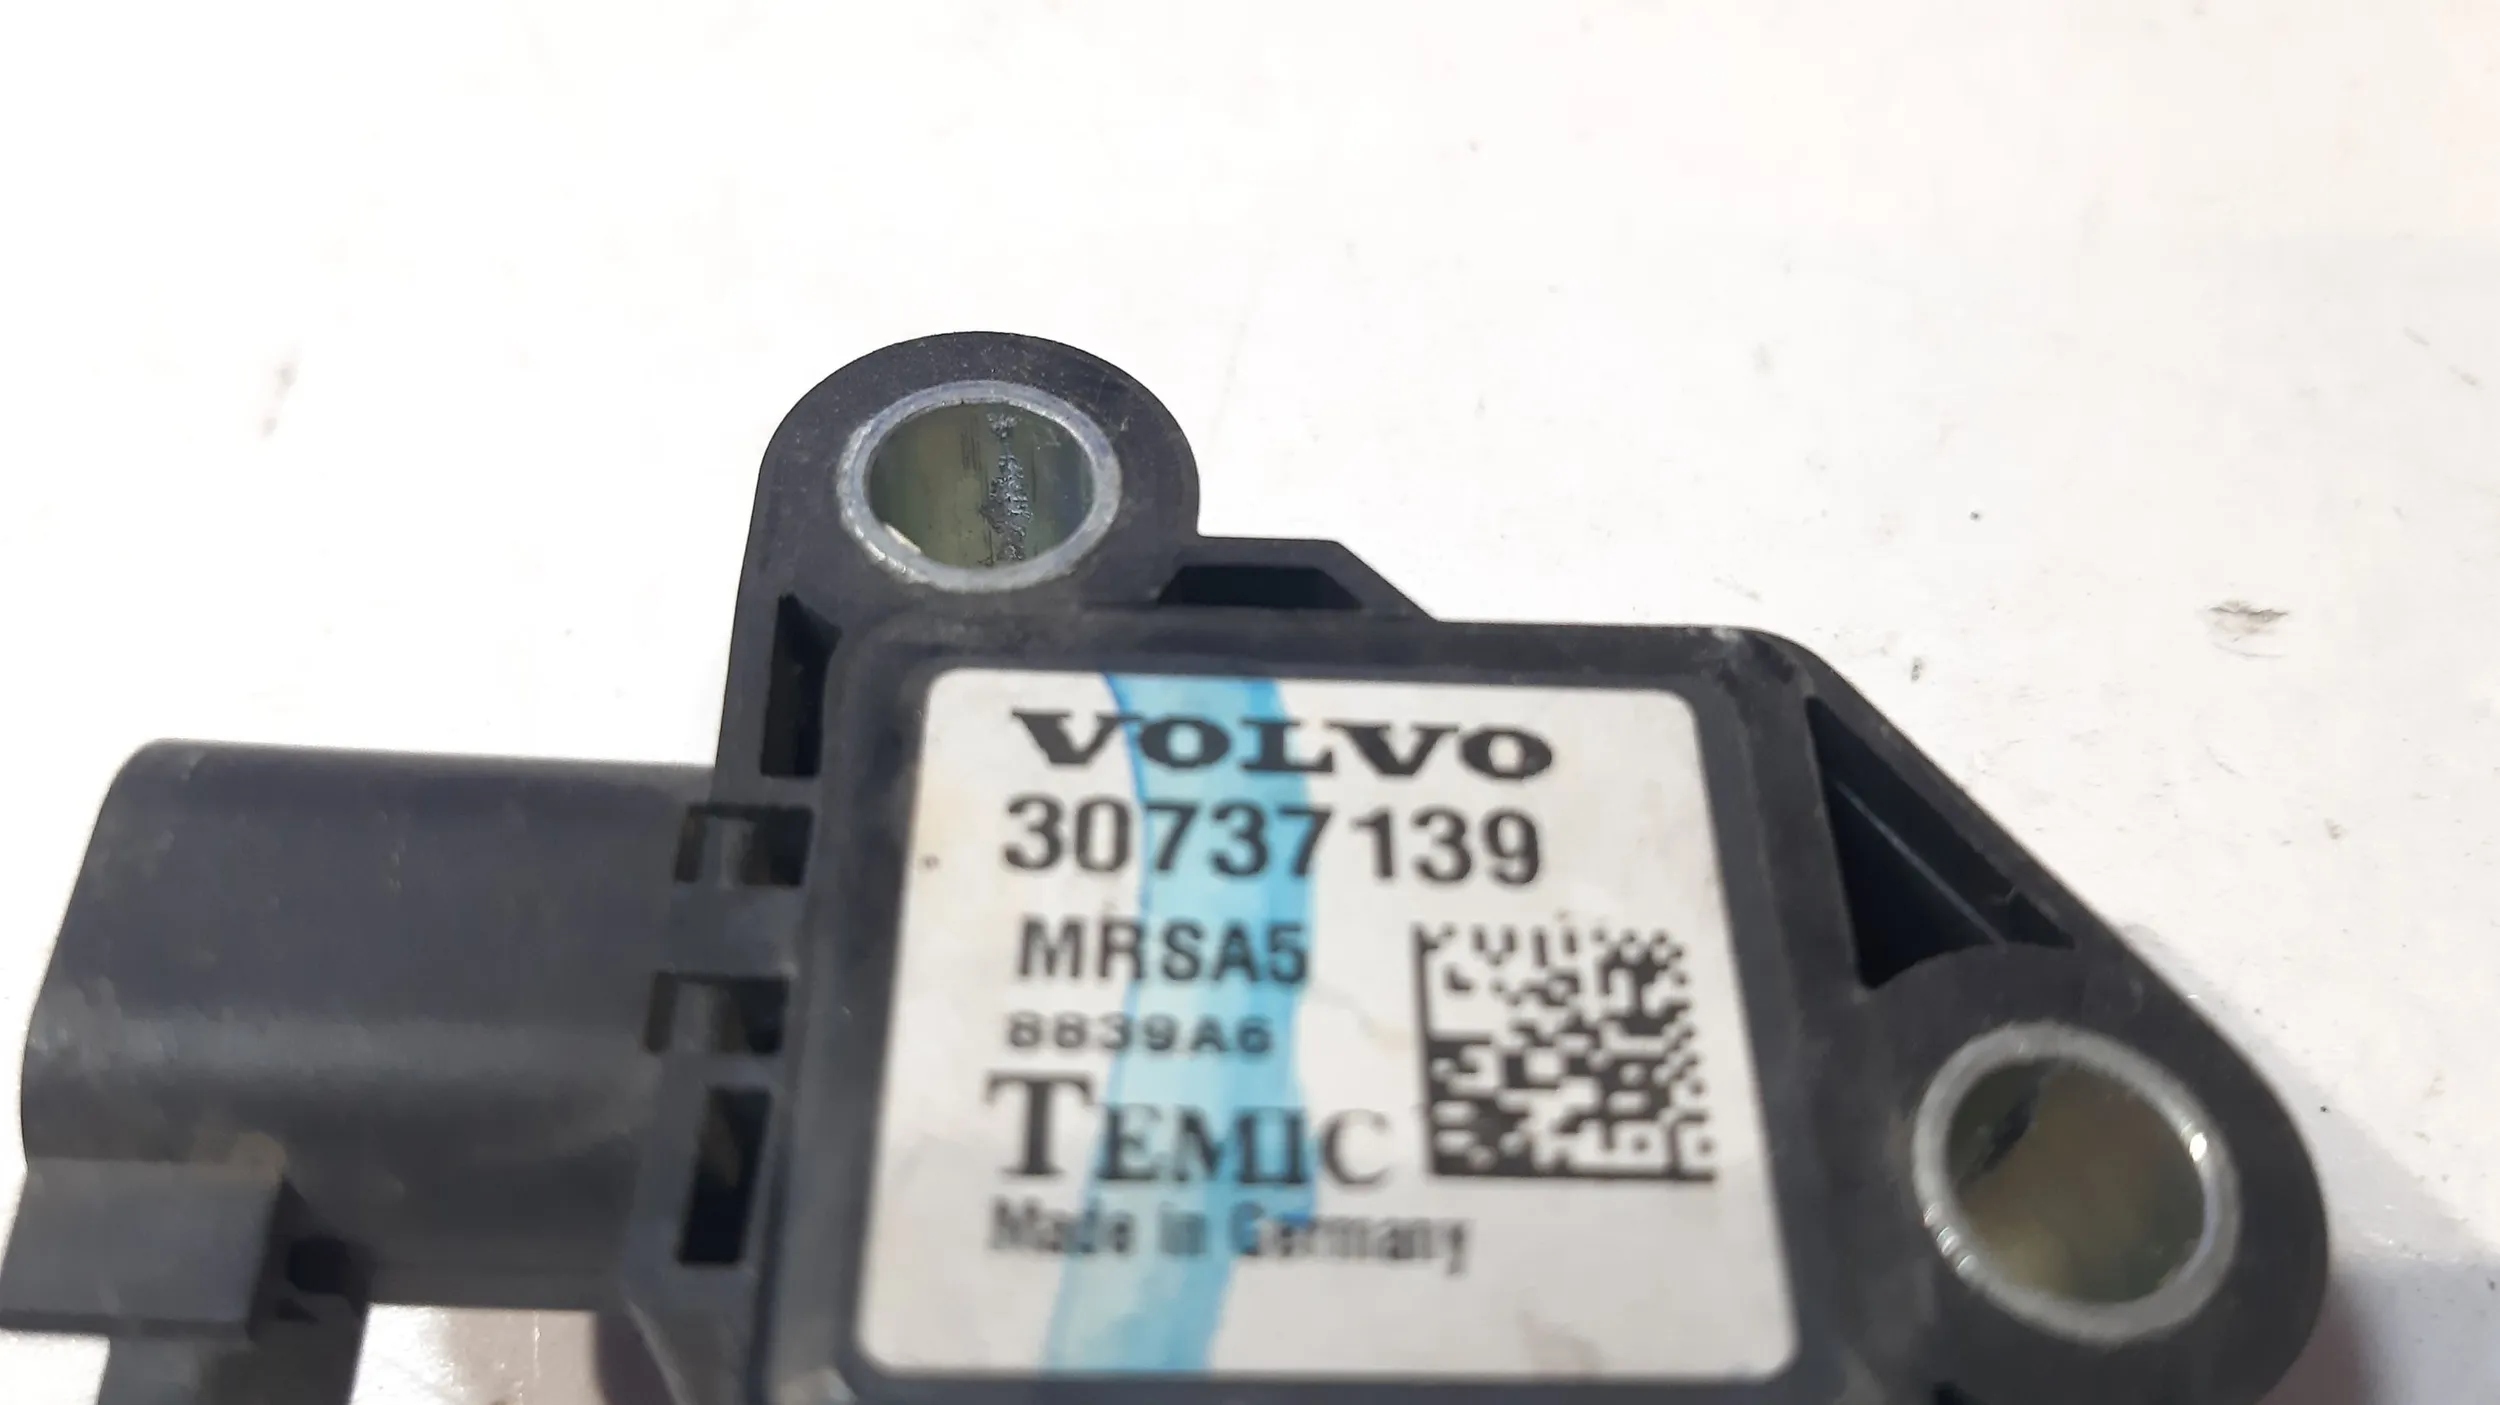 VOLVO
30737139
MRSA5
8839A6
TEMIC
Made in Germany